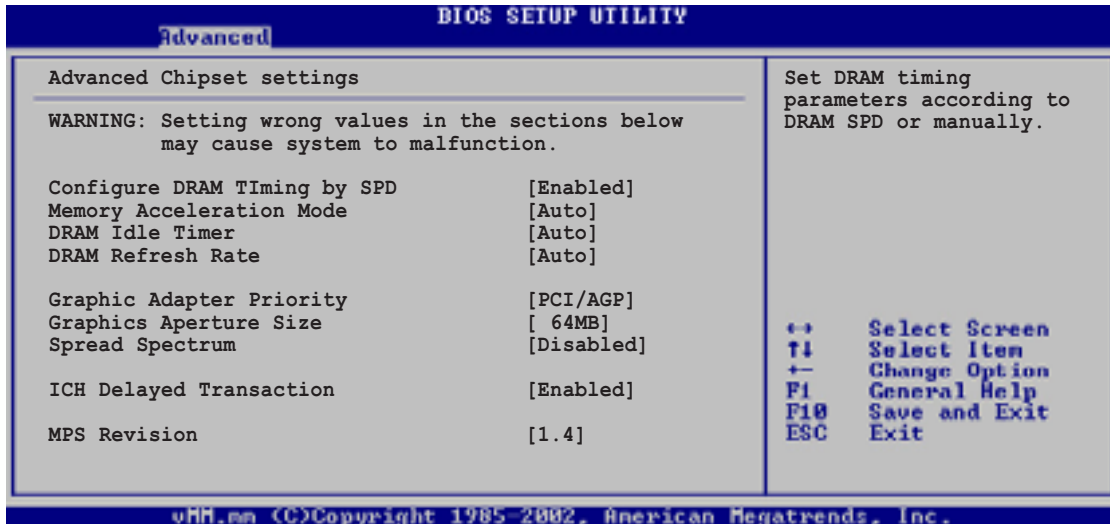 BIOS SETUP UTILITY
Advanced
Advanced Chipset settings
WARNING: Setting wrong values in the sections below
may cause system to malfunction.
Configure DRAM TIming by SPD [Enabled]
Memory Acceleration Mode [Auto]
DRAM Idle Timer [Auto]
DRAM Refresh Rate [Auto]
Graphic Adapter Priority [PCI/AGP]
Graphics Aperture Size [ 64MB]
Spread Spectrum [Disabled]
ICH Delayed Transaction [Enabled]
MPS Revision [1.4]
Set DRAM timing
parameters according to
DRAM SPD or manually.
←→ Select Screen
↑↓ Select Item
+- Change Option
F1 General Help
F10 Save and Exit
ESC Exit
vMM.mm (C)Copyright 1985-2002, American Megatrends, Inc.